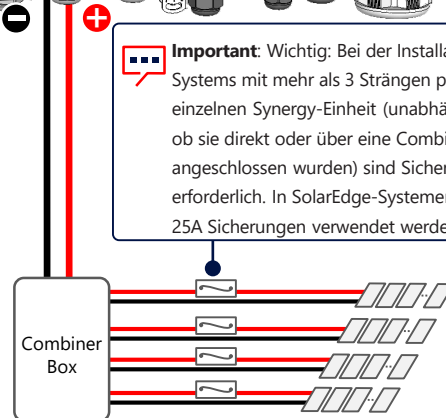 Important: Wichtig: Bei der Installa
Systems mit mehr als 3 Strängen p
einzelnen Synergy-Einheit (unabhä
ob sie direkt oder über eine Combi
angeschlossen wurden) sind Sicher
erforderlich. In SolarEdge-Systeme
25A Sicherungen verwendet werde
Combiner
Box